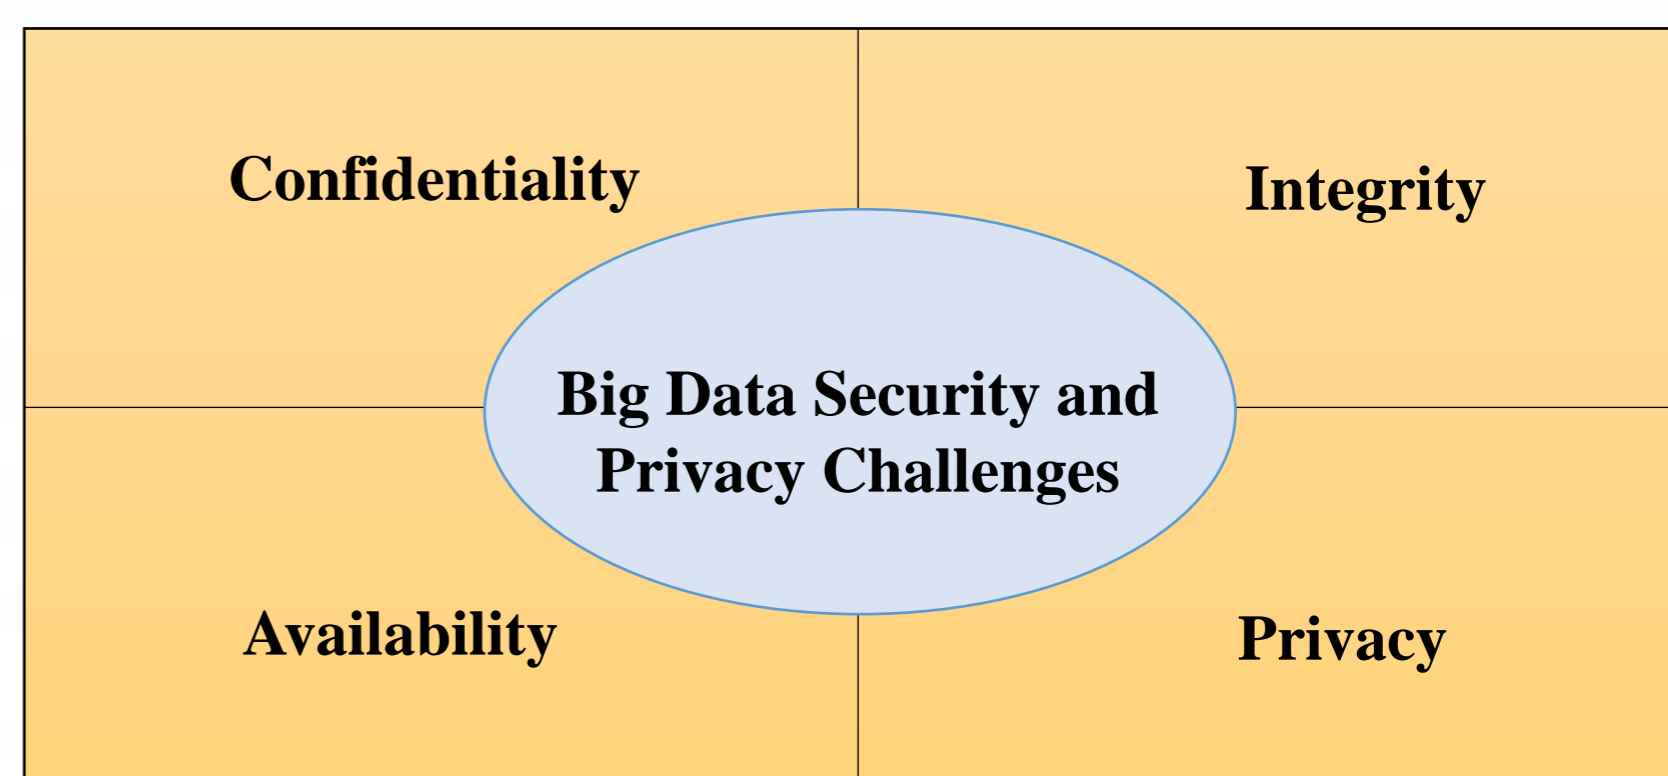 Confidentiality
Integrity
Big Data Security and
Privacy Challenges
Availability
Privacy